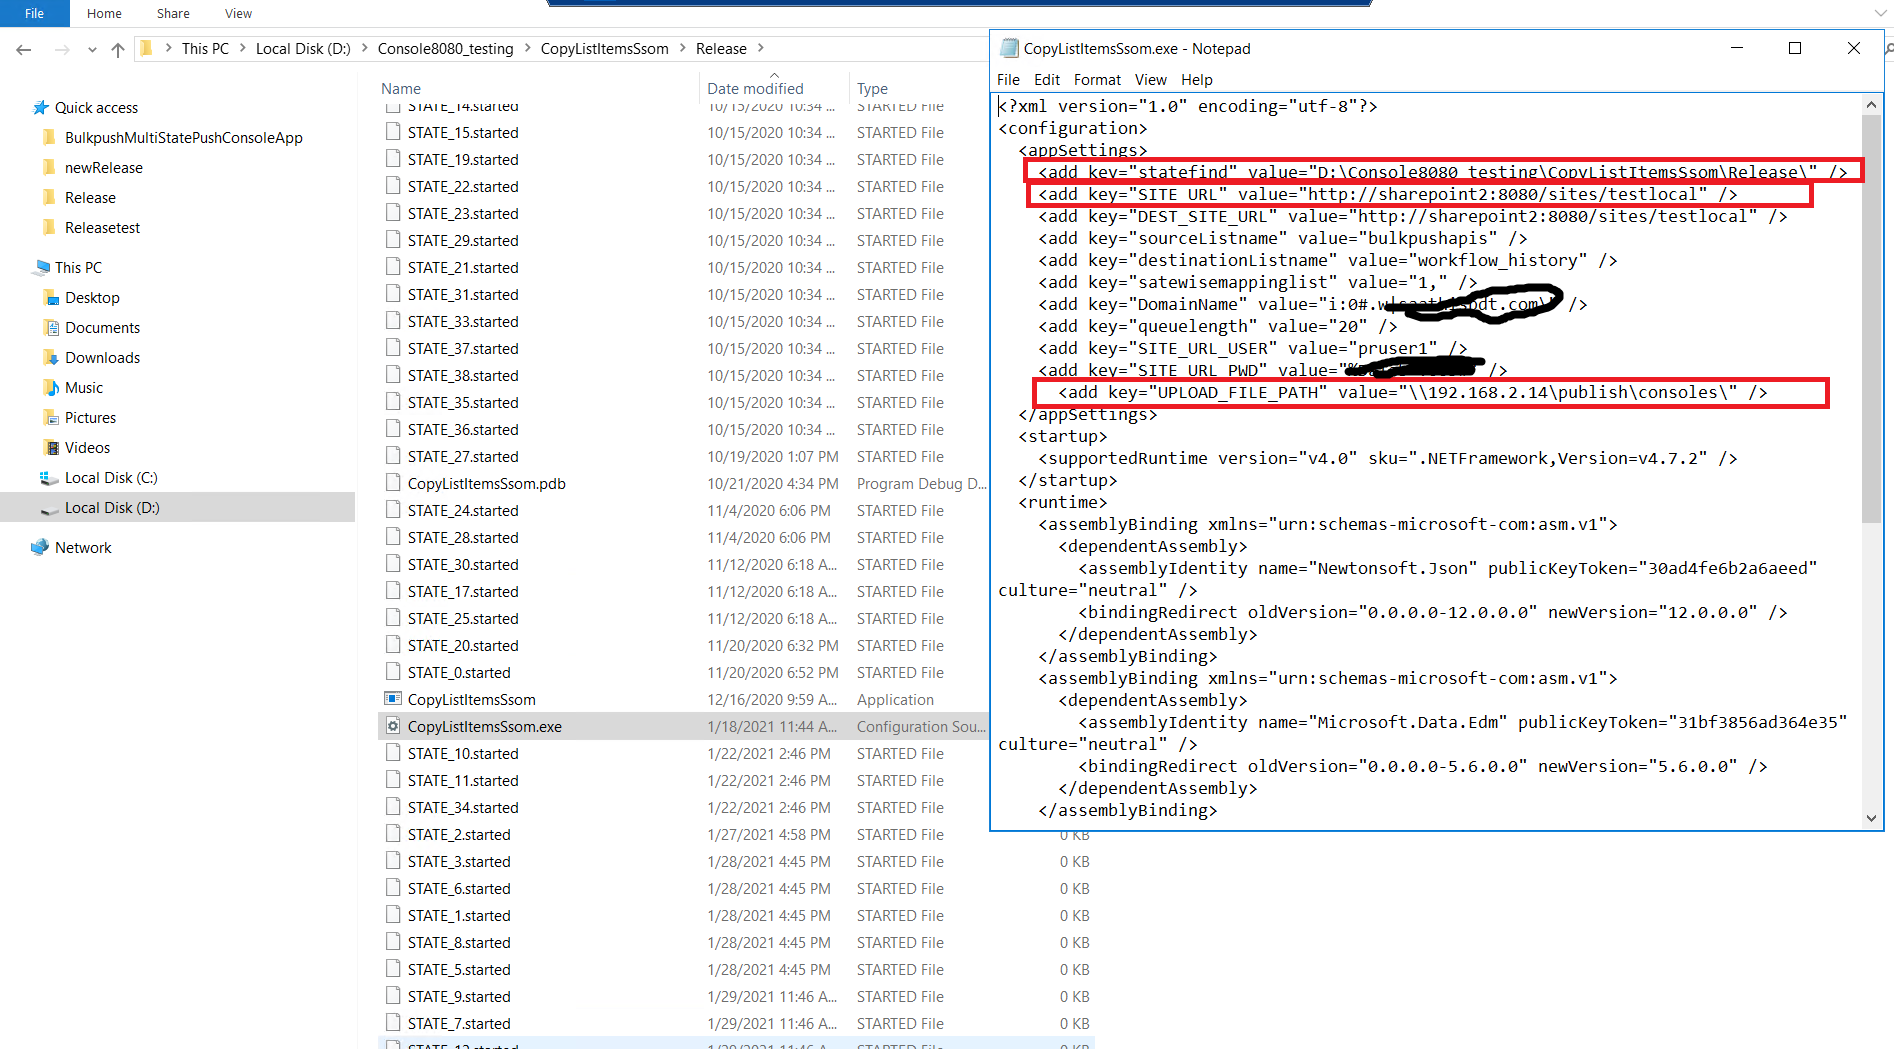 File Home Share View
This PC Local Disk (D:) Console8080_testing CopyListItemsSsom Release
Quick access
BulkpushMultiStatePushConsoleApp
newRelease
Release
Releasetest
This PC
Desktop
Documents
Downloads
Music
Pictures
Videos
Local Disk (C:)
Local Disk (D:)
Network
Name Date modified Type
STATE_14.started 10/15/2020 10:34 ... STARTED File
STATE_15.started 10/15/2020 10:34 ... STARTED File
STATE_19.started 10/15/2020 10:34 ... STARTED File
STATE_22.started 10/15/2020 10:34 ... STARTED File
STATE_23.started 10/15/2020 10:34 ... STARTED File
STATE_29.started 10/15/2020 10:34 ... STARTED File
STATE_21.started 10/15/2020 10:34 ... STARTED File
STATE_31.started 10/15/2020 10:34 ... STARTED File
STATE_33.started 10/15/2020 10:34 ... STARTED File
STATE_37.started 10/15/2020 10:34 ... STARTED File
STATE_38.started 10/15/2020 10:34 ... STARTED File
STATE_35.started 10/15/2020 10:34 ... STARTED File
STATE_36.started 10/15/2020 10:34 ... STARTED File
STATE_27.started 10/19/2020 1:07 PM STARTED File
CopyListItemsSsom.pdb 10/21/2020 4:34 PM Program Debug D...
STATE_24.started 11/4/2020 6:06 PM STARTED File
STATE_28.started 11/4/2020 6:06 PM STARTED File
STATE_30.started 11/12/2020 6:18 A... STARTED File
STATE_17.started 11/12/2020 6:18 A... STARTED File
STATE_25.started 11/12/2020 6:18 A... STARTED File
STATE_20.started 11/20/2020 6:32 PM STARTED File
STATE_0.started 11/20/2020 6:52 PM STARTED File
CopyListItemsSsom 12/16/2020 9:59 A... Application
CopyListItemsSsom.exe 1/18/2021 11:44 A... Configuration Sou...
STATE_10.started 1/22/2021 2:46 PM STARTED File
STATE_11.started 1/22/2021 2:46 PM STARTED File
STATE_34.started 1/22/2021 2:46 PM STARTED File
STATE_2.started 1/27/2021 4:58 PM STARTED File 0 KB
STATE_3.started 1/28/2021 4:45 PM STARTED File 0 KB
STATE_6.started 1/28/2021 4:45 PM STARTED File 0 KB
STATE_1.started 1/28/2021 4:45 PM STARTED File 0 KB
STATE_8.started 1/28/2021 4:45 PM STARTED File 0 KB
STATE_5.started 1/28/2021 4:45 PM STARTED File 0 KB
STATE_9.started 1/29/2021 11:46 A... STARTED File 0 KB
STATE_7.started 1/29/2021 11:46 A... STARTED File 0 KB
STATE_12.started 1/29/2021 11:46 A... STARTED File 0 KB
CopyListItemsSsom.exe - Notepad
File Edit Format View Help
<?xml version="1.0" encoding="utf-8"?>
<configuration>
<appSettings>
<add key="statefind" value="D:\Console8080_testing\CopyListItemsSsom\Release\" />
<add key="SITE_URL" value="http://sharepoint2:8080/sites/testlocal" />
<add key="DEST_SITE_URL" value="http://sharepoint2:8080/sites/testlocal" />
<add key="sourceListname" value="bulkpushapis" />
<add key="destinationListname" value="workflow_history" />
<add key="satewisemappinglist" value="1," />
<add key="DomainName" value="i:0#.w| />
<add key="queuelength" value="20" />
<add key="SITE_URL_USER" value="pruser1" />
<add key="SITE_URL_PWD" value=" />
<add key="UPLOAD_FILE_PATH" value="\\192.168.2.14\publish\consoles\" />
</appSettings>
<startup>
<supportedRuntime version="v4.0" sku=".NETFramework,Version=v4.7.2" />
</startup>
<runtime>
<assemblyBinding xmlns="urn:schemas-microsoft-com:asm.v1">
<dependentAssembly>
<assemblyIdentity name="Newtonsoft.Json" publicKeyToken="30ad4fe6b2a6aeed"
culture="neutral" />
<bindingRedirect oldVersion="0.0.0.0-12.0.0.0" newVersion="12.0.0.0" />
</dependentAssembly>
</assemblyBinding>
<assemblyBinding xmlns="urn:schemas-microsoft-com:asm.v1">
<dependentAssembly>
<assemblyIdentity name="Microsoft.Data.Edm" publicKeyToken="31bf3856ad364e35"
culture="neutral" />
<bindingRedirect oldVersion="0.0.0.0-5.6.0.0" newVersion="5.6.0.0" />
</dependentAssembly>
</assemblyBinding>